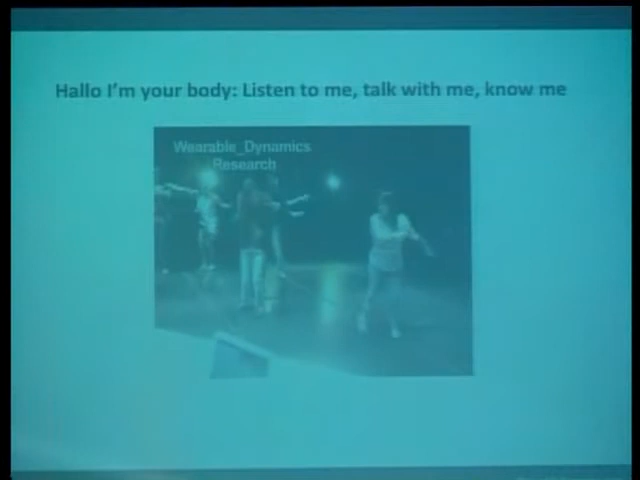 Hallo I'm your body: Listen to me, talk with me, know me
Wearable_Dynamics
Research